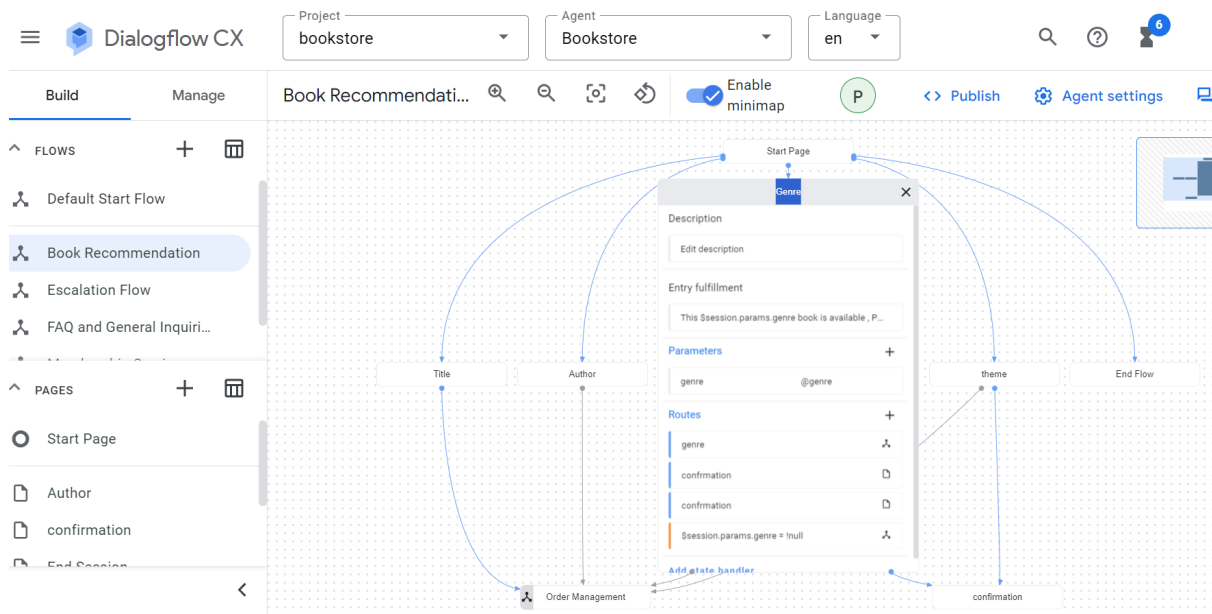 Project
Agent
Language
Dialogflow CX
bookstore
Bookstore
en
6
Build
Manage
Book Recommendati...
Enable
minimap
P
Publish
Agent settings
FLOWS
Default Start Flow
Book Recommendation
Escalation Flow
FAQ and General Inquiri...
PAGES
Start Page
Author
confirmation
End Session
Start Page
Genre
Description
Edit description
Entry fulfillment
This $session.params.genre book is available , P...
Parameters
genre
@genre
Routes
genre
confrmation
confrmation
$session.params.genre = !null
Add state handler
Title
Author
theme
End Flow
Order Management
confirmation